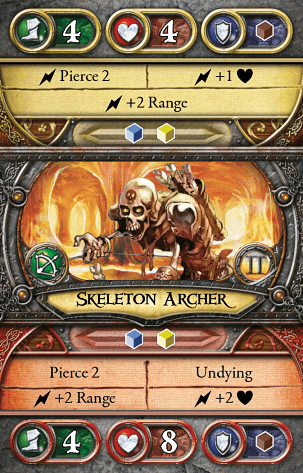 4 4
Pierce 2 +1
+2 Range
II
Skeleton Archer
Pierce 2 Undying
+2 Range +2
4 8